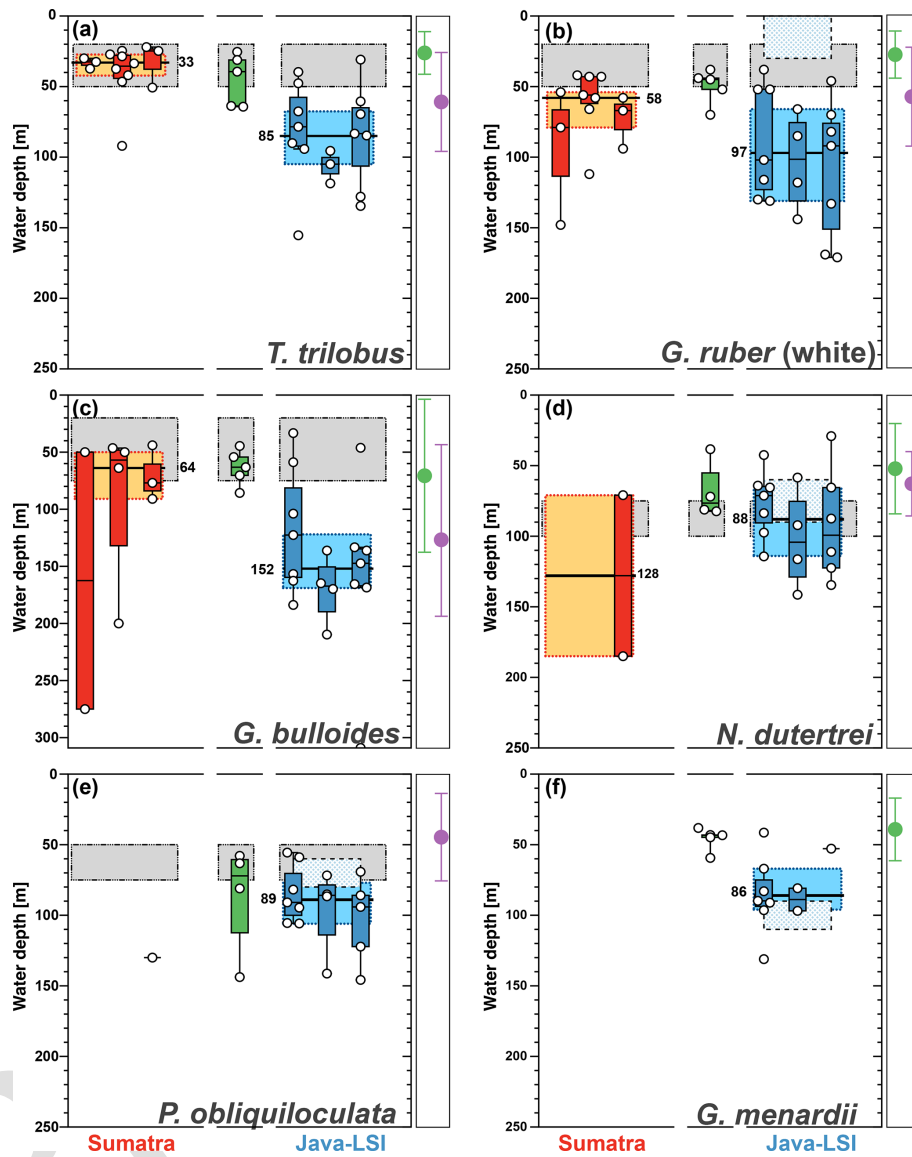 (a)
0
50
100
150
200
250
Water depth [m]
33
85
T. trilobus
(b)
0
50
100
150
200
250
Water depth [m]
58
97
G. ruber (white)
(c)
0
50
100
150
200
250
300
Water depth [m]
64
152
G. bulloides
(d)
0
50
100
150
200
250
Water depth [m]
128
88
N. dutertrei
(e)
0
50
100
150
200
250
Water depth [m]
89
P. obliquiloculata
(f)
0
50
100
150
200
250
Water depth [m]
86
G. menardii
Sumatra
Java-LSI
Sumatra
Java-LSI